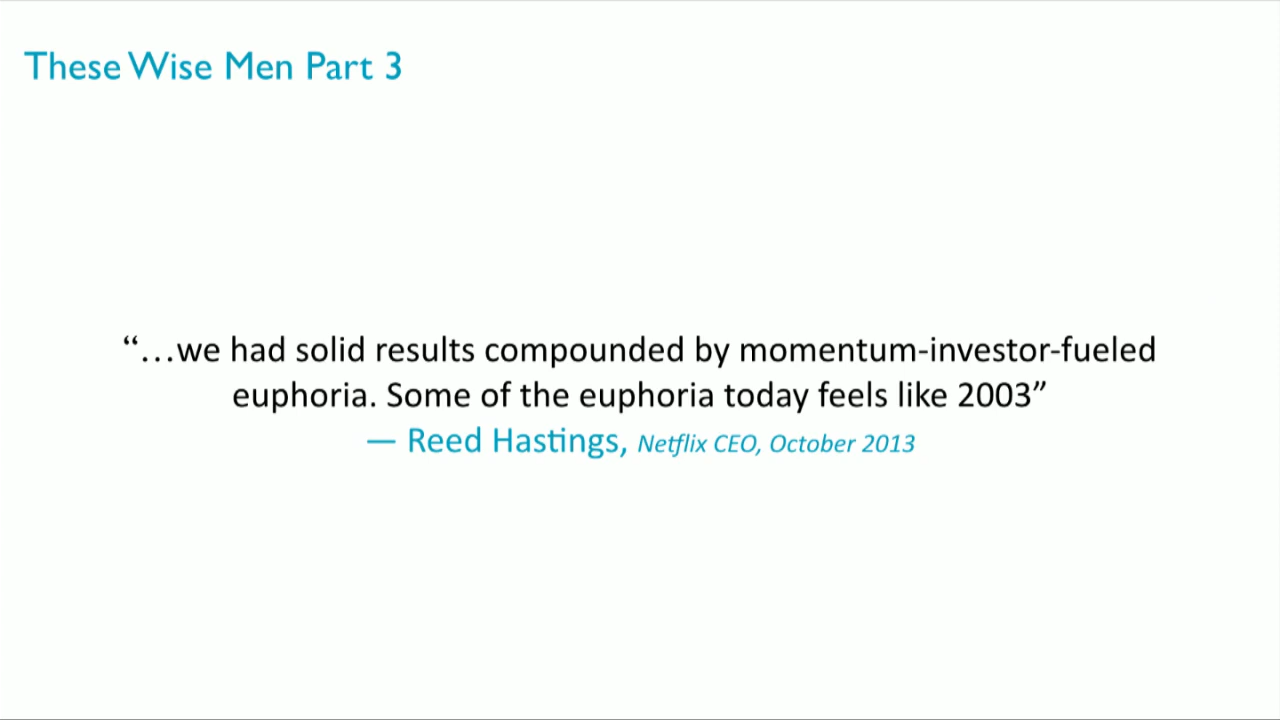 These Wise Men Part 3
“…we had solid results compounded by momentum-investor-fueled
euphoria. Some of the euphoria today feels like 2003”
— Reed Hastings, Netflix CEO, October 2013